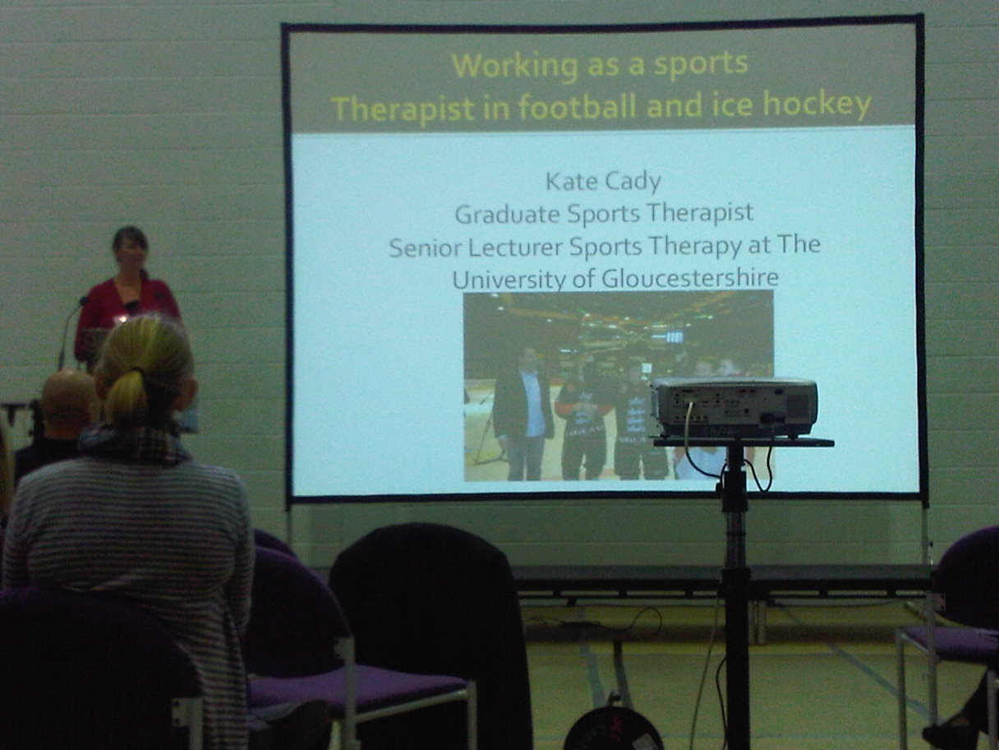 Working as a sports
Therapist in football and ice hockey
Kate Cady
Graduate Sports Therapist
Senior Lecturer Sports Therapy at The
University of Gloucestershire